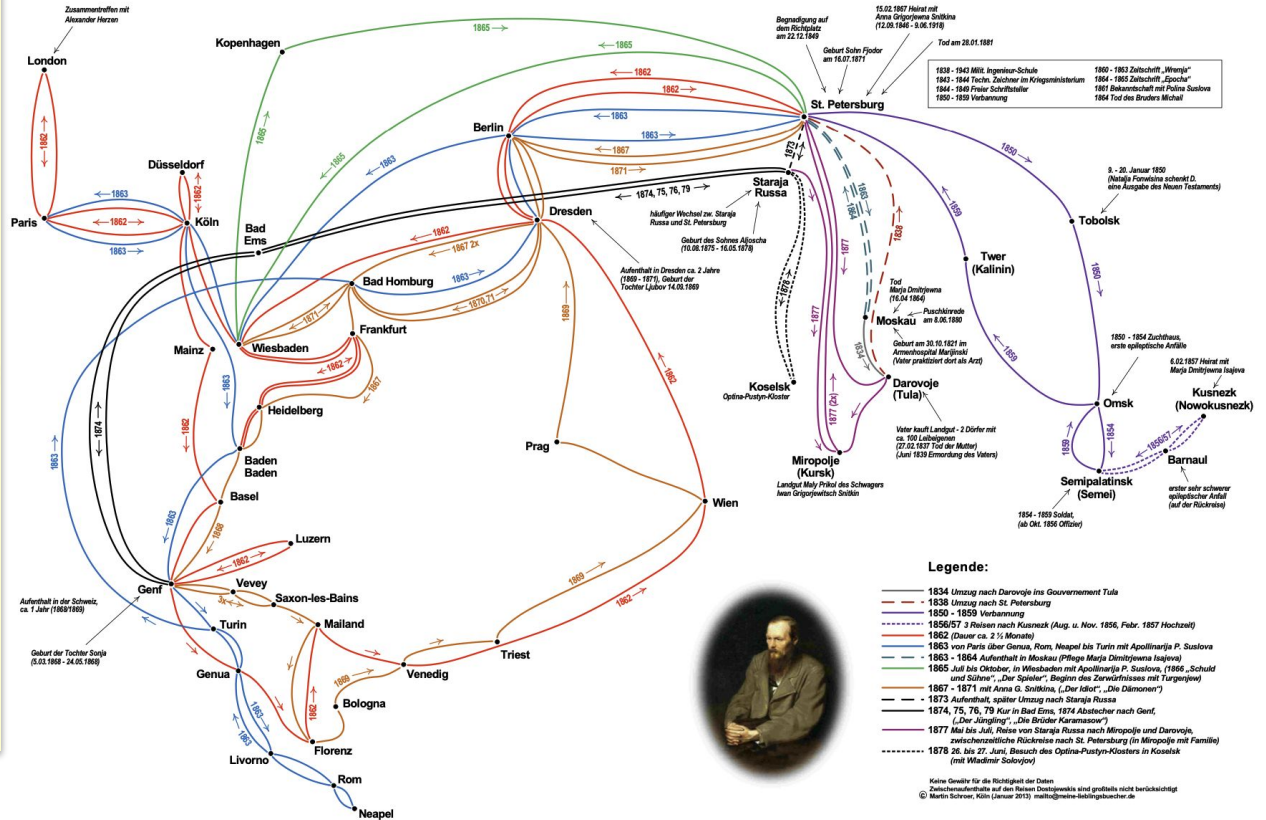 Zusammentreffen mit
Alexander Herzen
London
Kopenhagen
1865
1865
Begnadigung auf
dem Richtplatz
am 22.12.1849
15.02.1867 Heirat mit
Anna Grigorjewna Snitkina
(12.09.1846 - 9.06.1918)
Geburt Sohn Fjodor
am 16.07.1871
Tod am 28.01.1881
1838 - 1943 Milit. Ingenieur-Schule
1843 - 1844 Techn. Zeichner im Kriegsministerium
1844 - 1849 Freier Schriftsteller
1850 - 1859 Verbannung
1860 - 1863 Zeitschrift „Wremja"
1864 - 1865 Zeitschrift „Epocha"
1861 Bekanntschaft mit Polina Suslova
1864 Tod des Bruders Michail
1862
1862
St. Petersburg
1862
1865
Berlin
1863
1863
1867
1871
1873
1850
Düsseldorf
1865
1863
1862
1874, 75, 76, 79
Staraja
Russa
9. - 20. Januar 1850
(Natalja Fonwisina schenkt D.
eine Ausgabe des Neuen Testaments)
1863
1862
1863
Paris
Köln
Dresden
häufiger Wechsel zw. Staraja
Russa und St. Petersburg
1863
1864
1838
1859
Tobolsk
Bad
Ems
1862
1867 2x
Geburt des Sohnes Aljoscha
(10.08.1875 - 16.05.1878)
1877
Twer
(Kalinin)
1850
Bad Homburg
1863
Aufenthalt in Dresden ca. 2 Jahre
(1869 - 1871), Geburt der
Tochter Ljubov 14.09.1869
1878
Tod
Marja Dmitrjewna
(16.04 1864)
1870,71
1869
1871
1877
Moskau
Puschkinrede
am 8.06.1880
Frankfurt
Mainz
Wiesbaden
1862
1867
1862
1834
Geburt am 30.10.1821 im
Armenhospital Marijinski
(Vater praktiziert dort als Arzt)
1859
1850 - 1854 Zuchthaus,
erste epileptische Anfälle
1863
Koselsk
Optina-Pustyn-Kloster
Darovoje
(Tula)
6.02.1857 Heirat mit
Marja Dmitrjewna Isajeva
Kusnezk
(Nowokusnezk)
Heidelberg
1877 (2x)
Omsk
1874
1862
1863
Prag
Vater kauft Landgut - 2 Dörfer mit
ca. 100 Leibeigenen
(27.02.1837 Tod der Mutter)
(Juni 1839 Ermordung des Vaters)
1859
1854
1856/57
Baden
Baden
Miropolje
(Kursk)
Landgut Maly Prikol des Schwagers
Iwan Grigorjewitsch Snitkin
Barnaul
Semipalatinsk
(Semei)
erster sehr schwerer
epileptischer Anfall
(auf der Rückreise)
Basel
Wien
1854 - 1859 Soldat,
(ab Okt. 1856 Offizier)
1863
1868
Luzern
1862
Genf
Vevey
3x
Saxon-les-Bains
1869
1862
Aufenthalt in der Schweiz,
ca. 1 Jahr (1868/1869)
Turin
Mailand
Triest
Geburt der Tochter Sonja
(5.03.1868 - 24.05.1868)
Genua
Venedig
1869
1862
Bologna
1863
1863
Florenz
Livorno
Rom
Neapel
Legende:
1834 Umzug nach Darovoje ins Gouvernement Tula
1838 Umzug nach St. Petersburg
1850 - 1859 Verbannung
1856/57 3 Reisen nach Kusnezk (Aug. u. Nov. 1856, Febr. 1857 Hochzeit)
1862 (Dauer ca. 2 ½ Monate)
1863 von Paris über Genua, Rom, Neapel bis Turin mit Apollinarija P. Suslova
1863 - 1864 Aufenthalt in Moskau (Pflege Marja Dimitrjewna Isajeva)
1865 Juli bis Oktober, in Wiesbaden mit Apollinarija P. Suslova, (1866 „Schuld
und Sühne", „Der Spieler", Beginn des Zerwürfnisses mit Turgenjew)
1867 - 1871 mit Anna G. Snitkina, („Der Idiot", „Die Dämonen")
1873 Aufenthalt, später Umzug nach Staraja Russa
1874, 75, 76, 79 Kur in Bad Ems, 1874 Abstecher nach Genf,
(„Der Jüngling", „Die Brüder Karamasow")
1877 Mai bis Juli, Reise von Staraja Russa nach Miropolje und Darovoje,
zwischenzeitliche Rückreise nach St. Petersburg (in Miropolje mit Familie)
1878 26. bis 27. Juni, Besuch des Optina-Pustyn-Klosters in Koselsk
(mit Wladimir Solovjov)
Keine Gewähr für die Richtigkeit der Daten
Zwischenaufenthalte auf den Reisen Dostojewskis sind großteils nicht berücksichtigt
© Martin Schroer, Köln (Januar 2013) mailto@meine-lieblingsbuecher.de